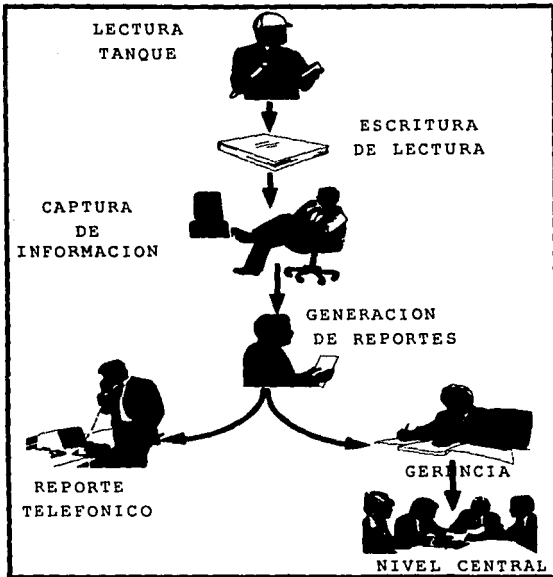 LECTURA
TANQUE
ESCRITURA
DE LECTURA
CAPTURA
DE
INFORMACION
GENERACION
DE REPORTES
GERENCIA
REPORTE
TELEFONICO
NIVEL CENTRAL